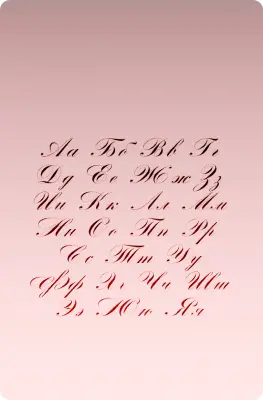 Аа Бб Вв Гг
Дд Ее Жж Зз
Ии Кк Лл Мм
Нн Оо Пп Рр
Сс Тт Уу
Фф Хх Чч Шш
Ээ Юю Яя